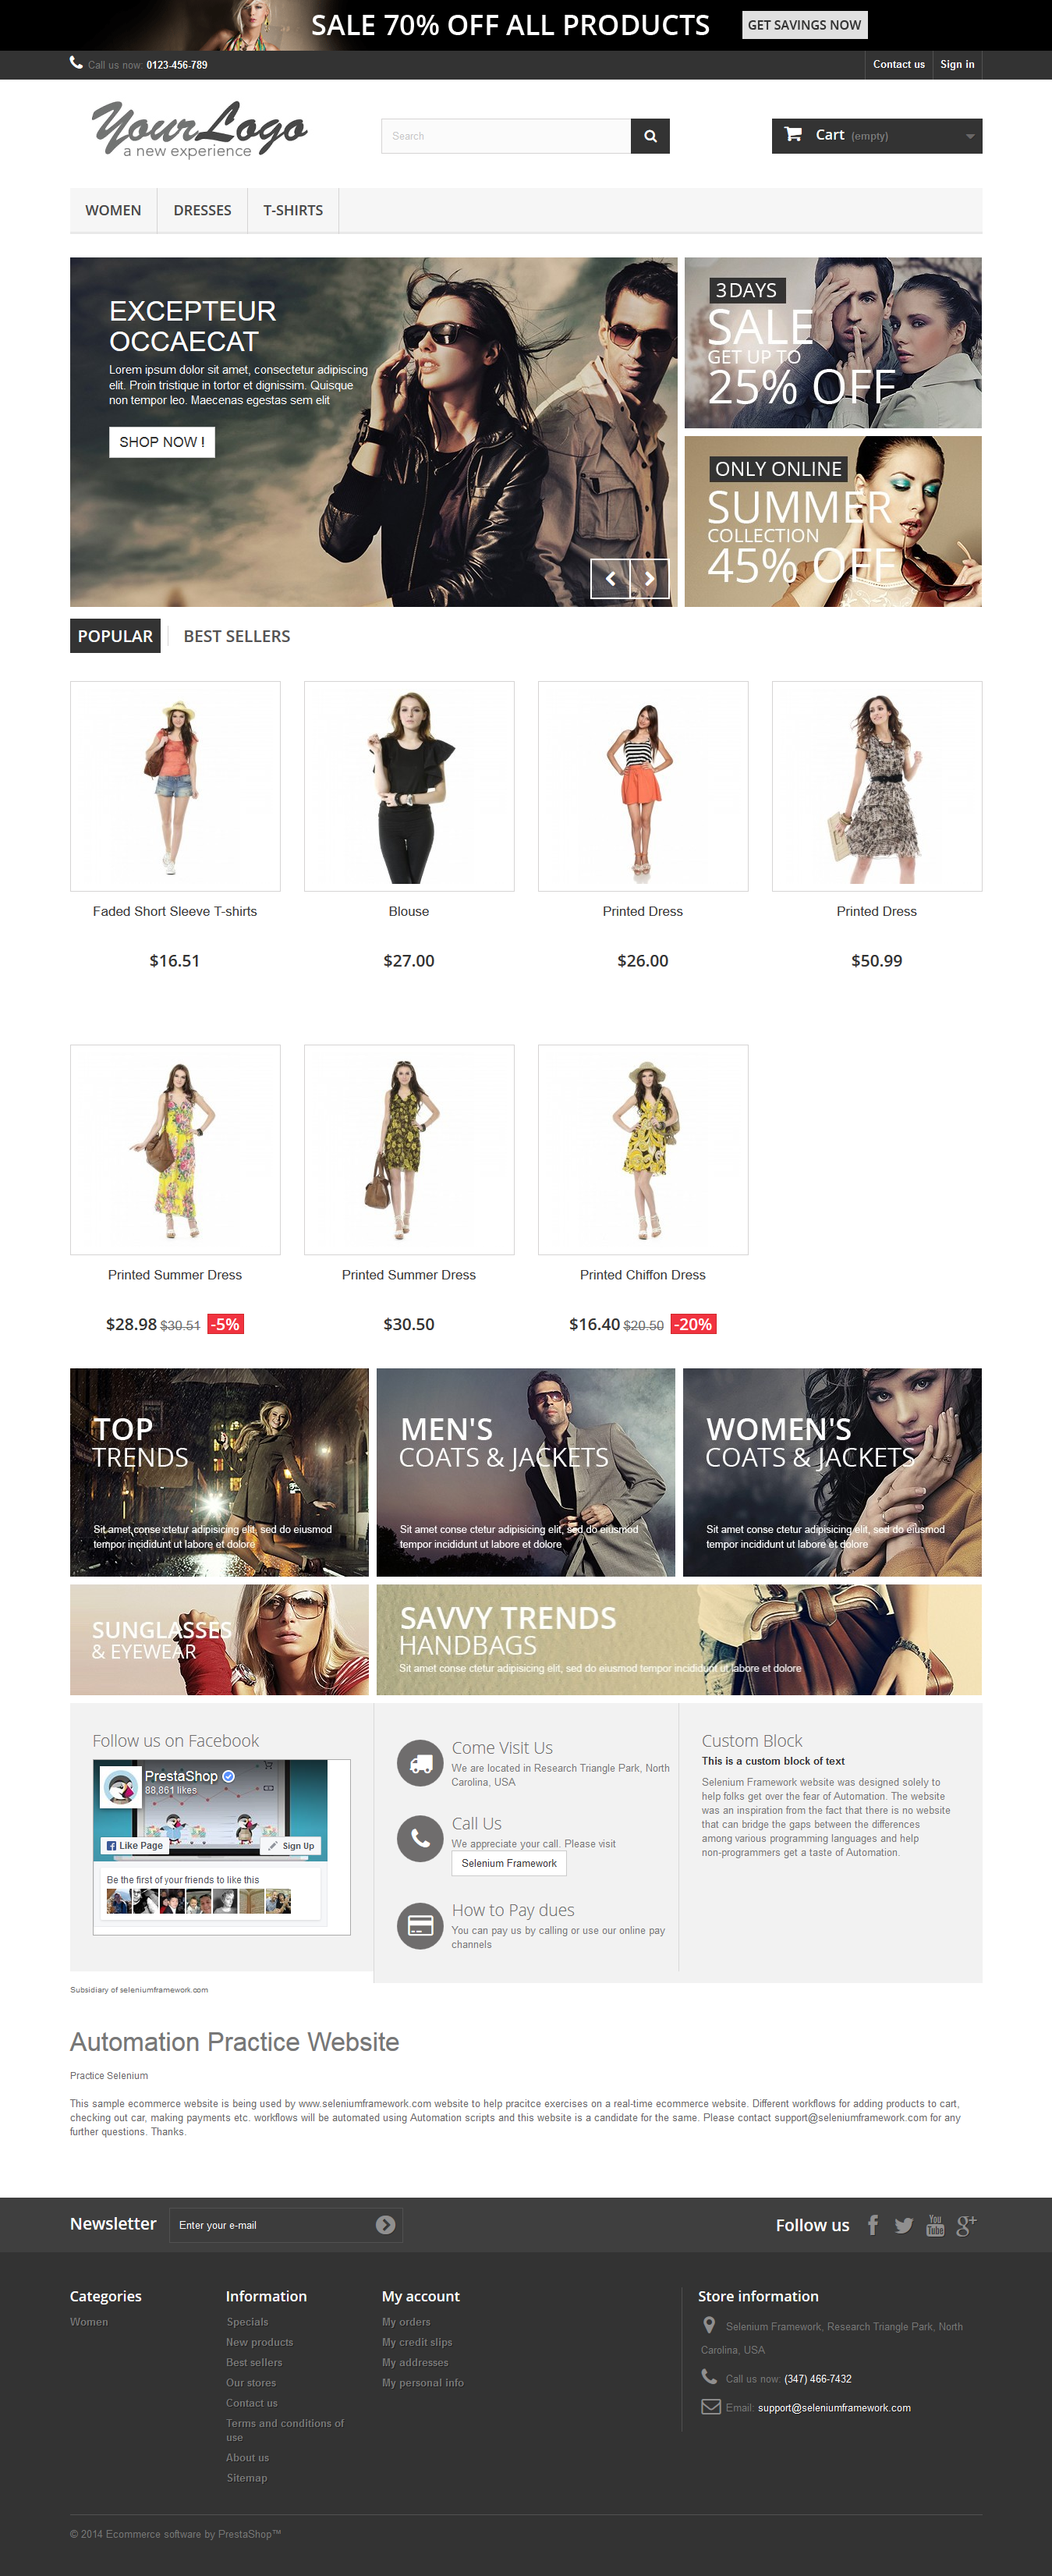 SALE 70% OFF ALL PRODUCTS
GET SAVINGS NOW
Call us now: 0123-456-789
Contact us
Sign in
YourLogo
a new experience
Search
Cart (empty)
WOMEN
DRESSES
T-SHIRTS
EXCEPTEUR
OCCAECAT
Lorem ipsum dolor sit amet, consectetur adipiscing
elit. Proin tristique in tortor et dignissim. Quisque
non tempor leo. Maecenas egestas sem elit
SHOP NOW !
3 DAYS
SALE
GET UP TO
25% OFF
ONLY ONLINE
SUMMER
COLLECTION
45% OFF
POPULAR
BEST SELLERS
Faded Short Sleeve T-shirts
Blouse
Printed Dress
Printed Dress
$16.51
$27.00
$26.00
$50.99
Printed Summer Dress
Printed Summer Dress
Printed Chiffon Dress
$28.98 $30.51 -5%
$30.50
$16.40 $20.50 -20%
TOP
TRENDS
Sit amet conse ctetur adipisicing elit, sed do eiusmod
tempor incididunt ut labore et dolore
MEN'S
COATS & JACKETS
Sit amet conse ctetur adipisicing elit, sed do eiusmod
tempor incididunt ut labore et dolore
WOMEN'S
COATS & JACKETS
Sit amet conse ctetur adipisicing elit, sed do eiusmod
tempor incididunt ut labore et dolore
SUNGLASSES
& EYEWEAR
SAVVY TRENDS
HANDBAGS
Sit amet conse ctetur adipisicing elit, sed do eiusmod tempor incididunt ut labore et dolore
Follow us on Facebook
PrestaShop
88,861 likes
Like Page
Sign Up
Be the first of your friends to like this
Come Visit Us
We are located in Research Triangle Park, North
Carolina, USA
Call Us
We appreciate your call. Please visit
Selenium Framework
How to Pay dues
You can pay us by calling or use our online pay
channels
Custom Block
This is a custom block of text
Selenium Framework website was designed solely to
help folks get over the fear of Automation. The website
was an inspiration from the fact that there is no website
that can bridge the gaps between the differences
among various programming languages and help
non-programmers get a taste of Automation.
Subsidiary of seleniumframework.com
Automation Practice Website
Practice Selenium
This sample ecommerce website is being used by www.seleniumframework.com website to help pracitce exercises on a real-time ecommerce website. Different workflows for adding products to cart,
checking out car, making payments etc. workflows will be automated using Automation scripts and this website is a candidate for the same. Please contact support@seleniumframework.com for any
further questions. Thanks.
Newsletter
Enter your e-mail
Follow us
You
Tube
Categories
Women
Information
Specials
New products
Best sellers
Our stores
Contact us
Terms and conditions of
use
About us
Sitemap
My account
My orders
My credit slips
My addresses
My personal info
Store information
Selenium Framework, Research Triangle Park, North
Carolina, USA
Call us now: (347) 466-7432
Email: support@seleniumframework.com
© 2014 Ecommerce software by PrestaShop™